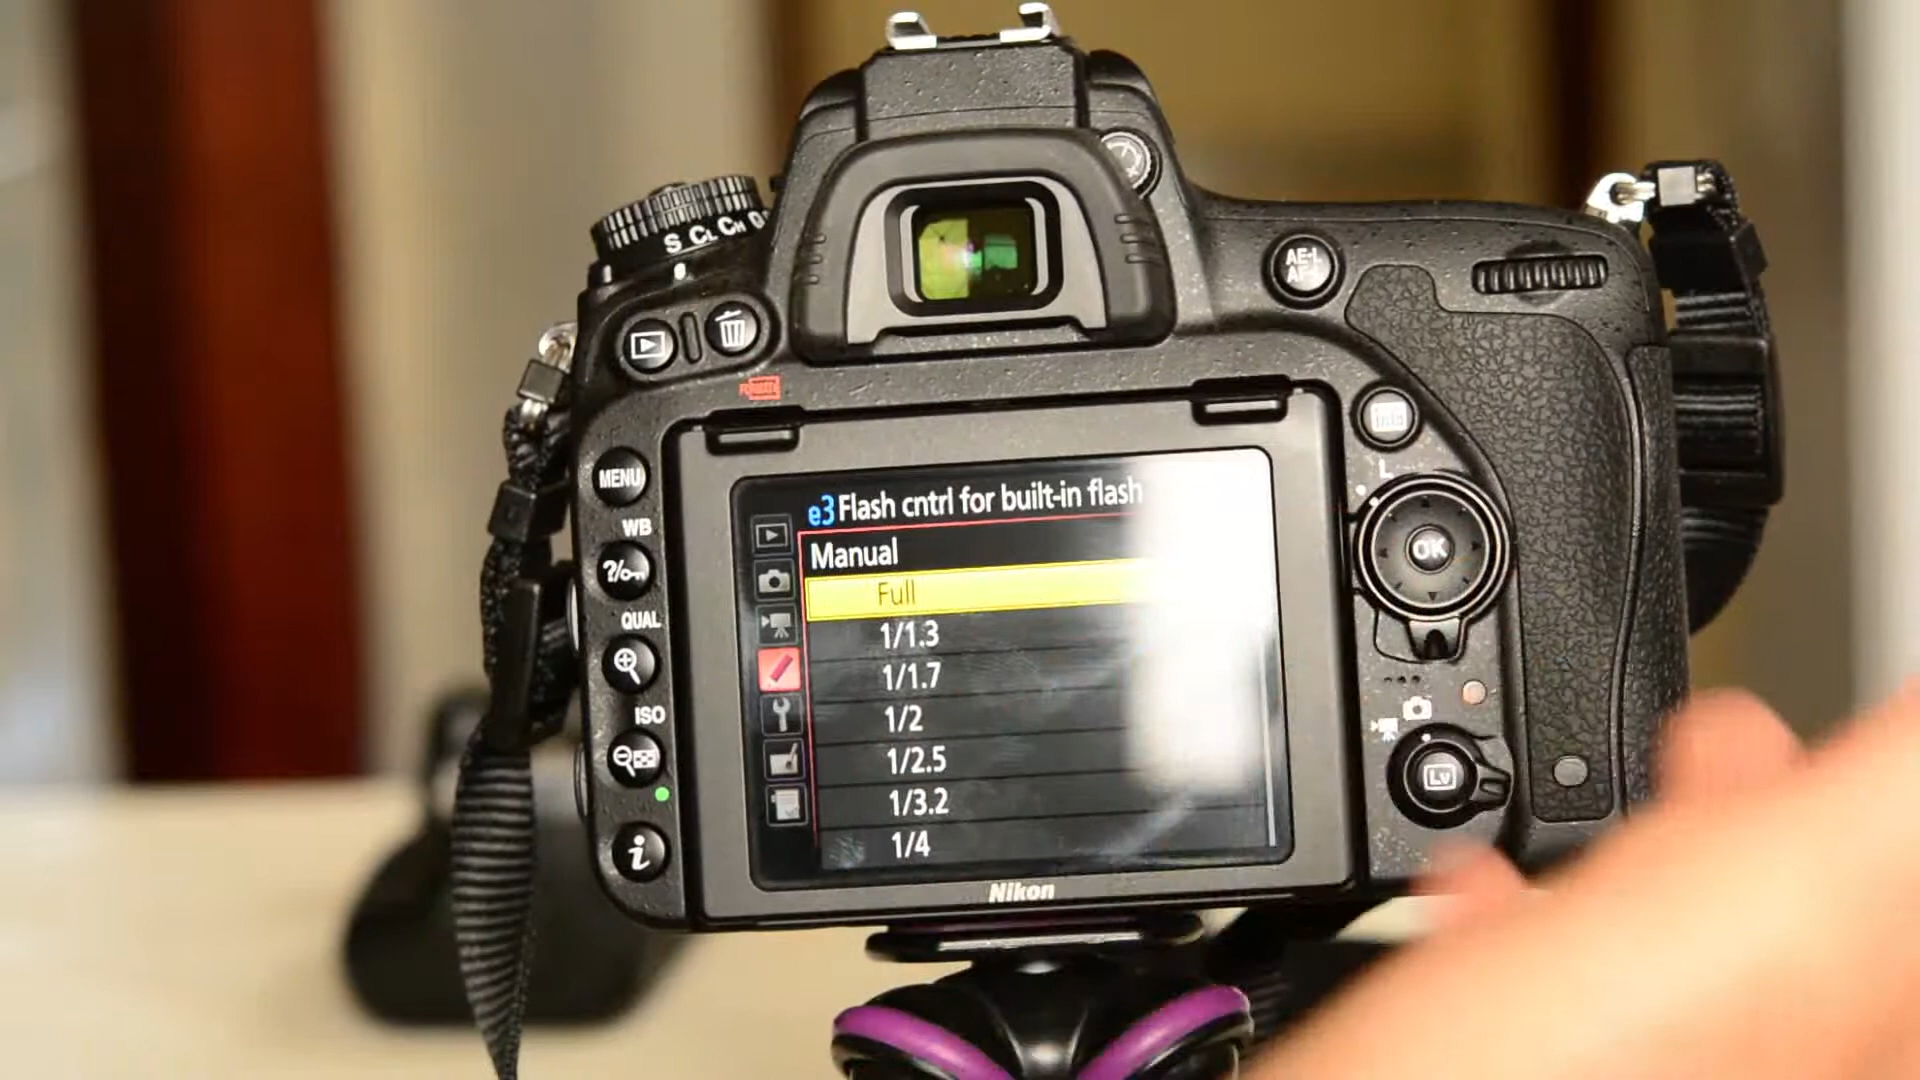 S CL CH Q
AE-L
AF-L
FORMAT
info
MENU
WB
?/
QUAL
ISO
i
L
OK
Lv
e3 Flash cntrl for built-in flash
Manual
Full
1/1.3
1/1.7
1/2
1/2.5
1/3.2
1/4
Nikon